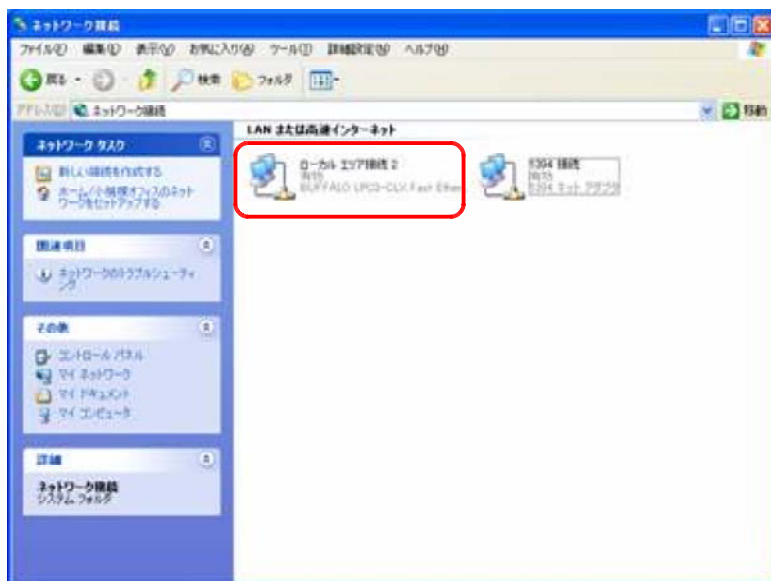 ネットワーク接続
ファイル(F) 編集(E) 表示(V) お気に入り(A) ツール(T) 詳細設定(N) ヘルプ(H)
戻る 検索 フォルダ
アドレス(D) ネットワーク接続 移動
ネットワーク タスク
新しい接続を作成する
ホーム/小規模オフィスのネット
ワークをセットアップする
関連項目
ネットワークのトラブルシューティ
ング
その他
コントロール パネル
マイ ネットワーク
マイ ドキュメント
マイ コンピュータ
詳細
ネットワーク接続
システム フォルダ
LAN または高速インターネット
ローカル エリア接続 2
有効
BUFFALO LPC3-CLX Fast Ether
1394 接続
有効
1394 ネット アダプタ